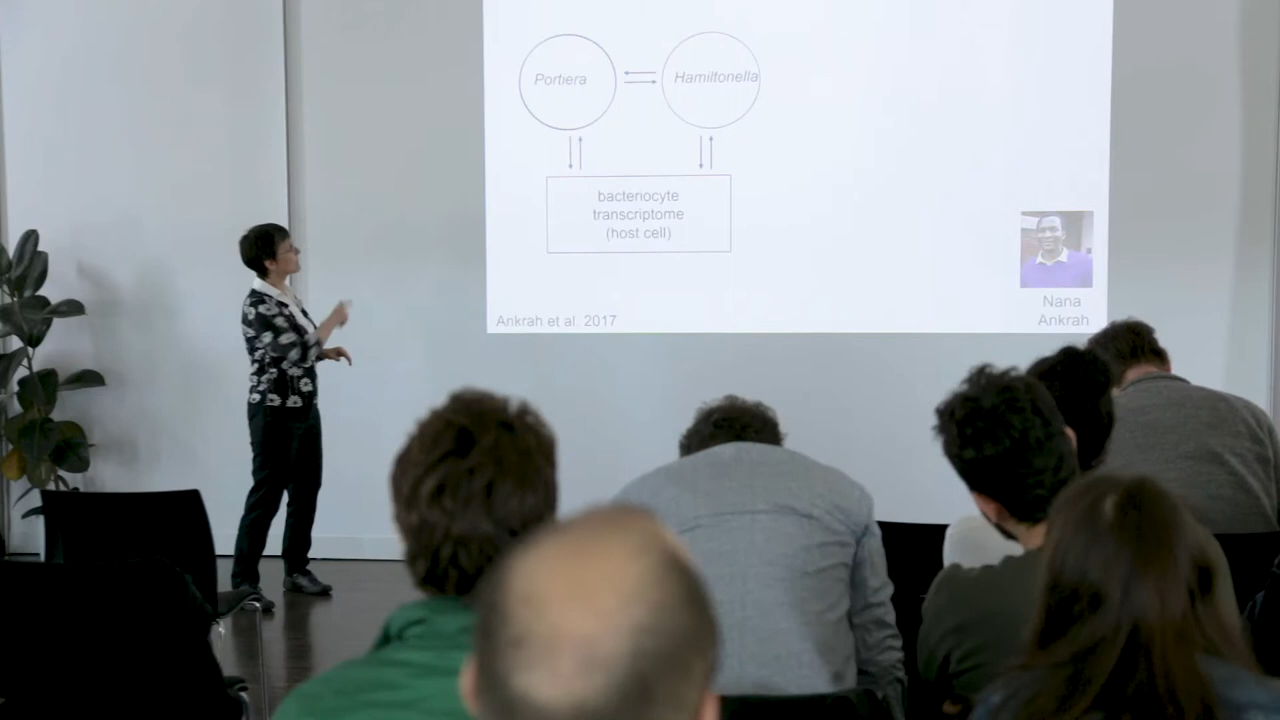 Portiera
Hamiltonella
bacteriocyte
transcriptome
(host cell)
Ankrah et al. 2017
Nana
Ankrah